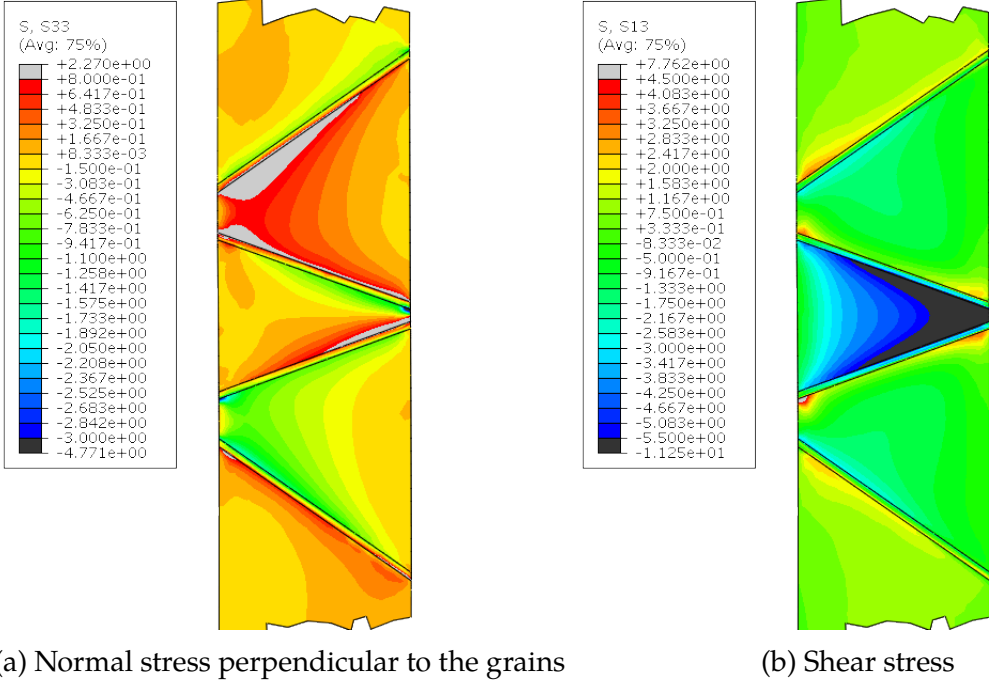 S, S33
(Avg: 75%)
+2.270e+00
+8.000e-01
+6.417e-01
+4.833e-01
+3.250e-01
+1.667e-01
+8.333e-03
-1.500e-01
-3.083e-01
-4.667e-01
-6.250e-01
-7.833e-01
-9.417e-01
-1.100e+00
-1.258e+00
-1.417e+00
-1.575e+00
-1.733e+00
-1.892e+00
-2.050e+00
-2.208e+00
-2.367e+00
-2.525e+00
-2.683e+00
-2.842e+00
-3.000e+00
-4.771e+00
S, S13
(Avg: 75%)
+7.762e+00
+4.500e+00
+4.083e+00
+3.667e+00
+3.250e+00
+2.833e+00
+2.417e+00
+2.000e+00
+1.583e+00
+1.167e+00
+7.500e-01
+3.333e-01
-8.333e-02
-5.000e-01
-9.167e-01
-1.333e+00
-1.750e+00
-2.167e+00
-2.583e+00
-3.000e+00
-3.417e+00
-3.833e+00
-4.250e+00
-4.667e+00
-5.083e+00
-5.500e+00
-1.125e+01
(a) Normal stress perpendicular to the grains
(b) Shear stress